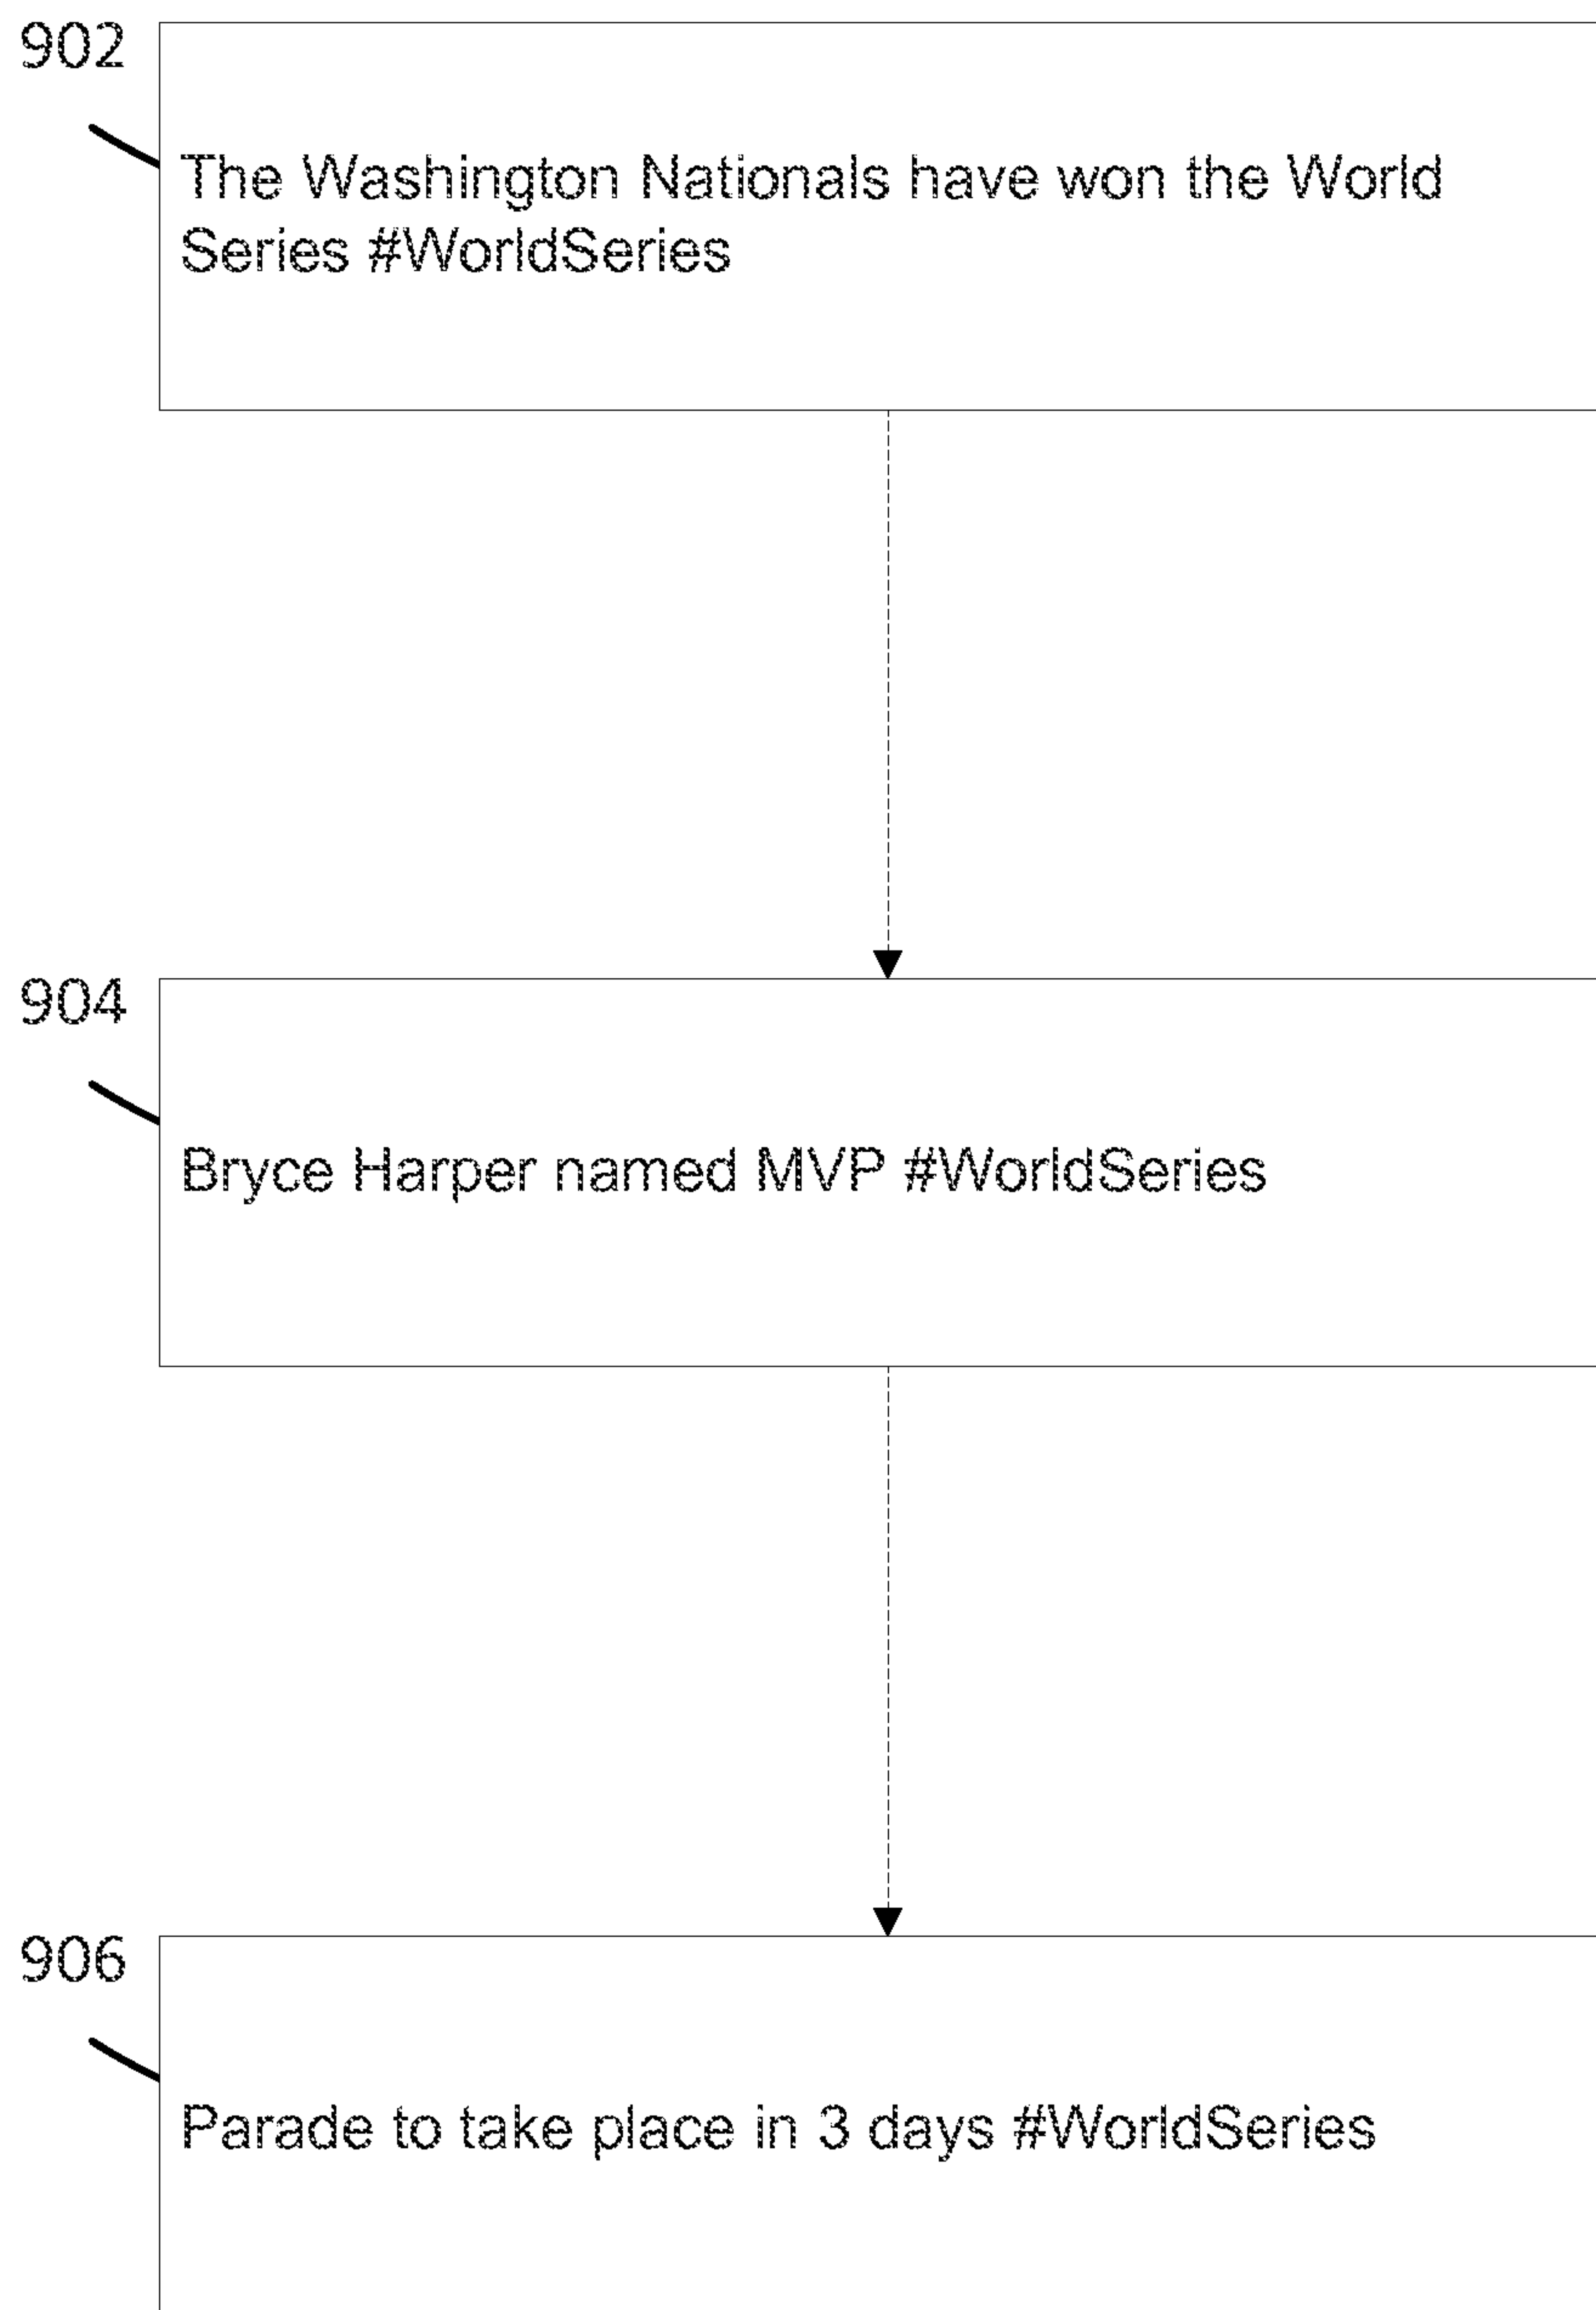 902
The Washington Nationals have won the World
Series #WorldSeries
904
Bryce Harper named MVP #WorldSeries
906
Parade to take place in 3 days #WorldSeries